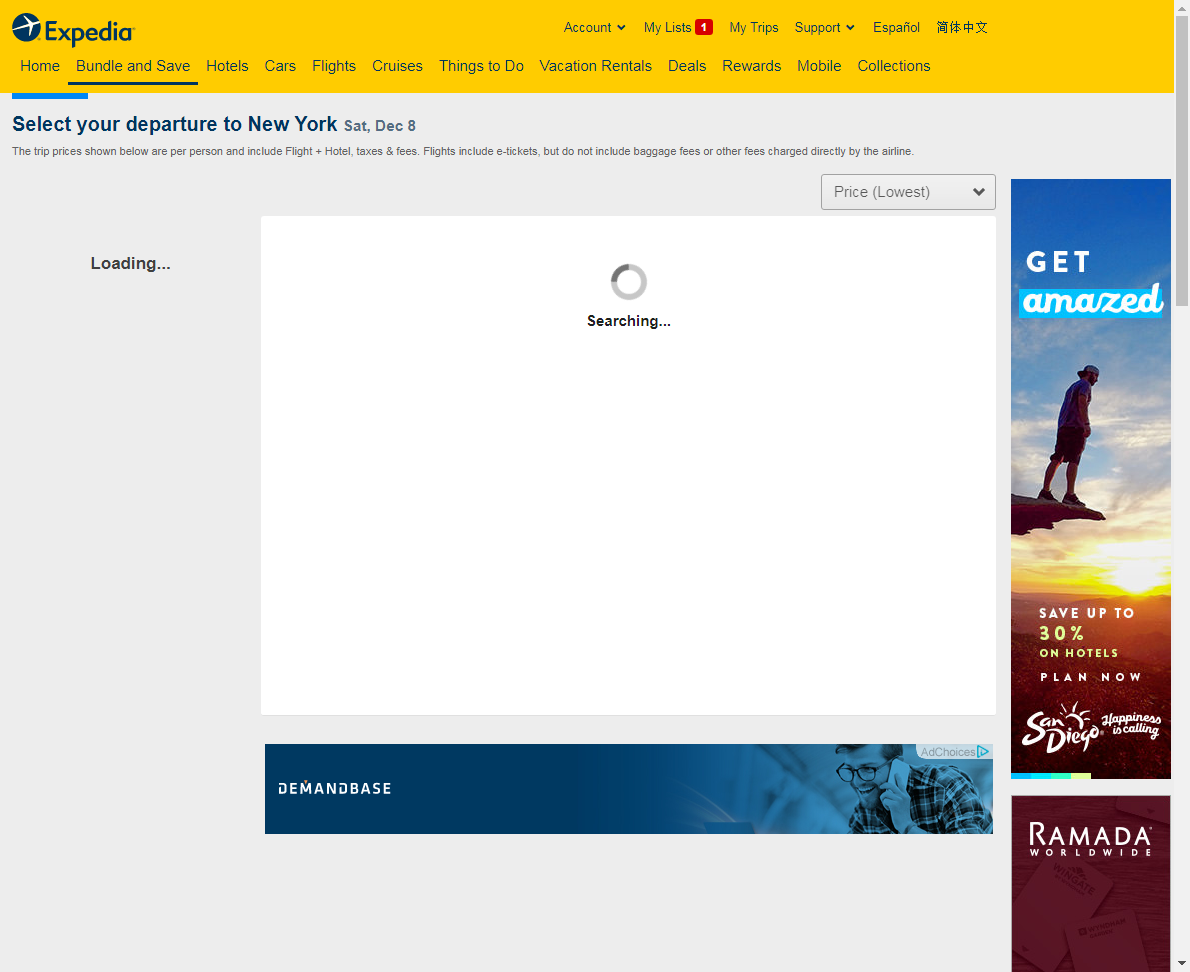 Expedia
Account
My Lists 1
My Trips
Support
Español
简体中文
Home
Bundle and Save
Hotels
Cars
Flights
Cruises
Things to Do
Vacation Rentals
Deals
Rewards
Mobile
Collections
Select your departure to New York Sat, Dec 8
The trip prices shown below are per person and include Flight + Hotel, taxes & fees. Flights include e-tickets, but do not include baggage fees or other fees charged directly by the airline.
Price (Lowest)
Loading...
Searching...
GET
amazed
SAVE UP TO
30%
ON HOTELS
PLAN NOW
San Diego
Happiness
is calling
AdChoices
DEMANDBASE
RAMADA
WORLDWIDE
WINGATE